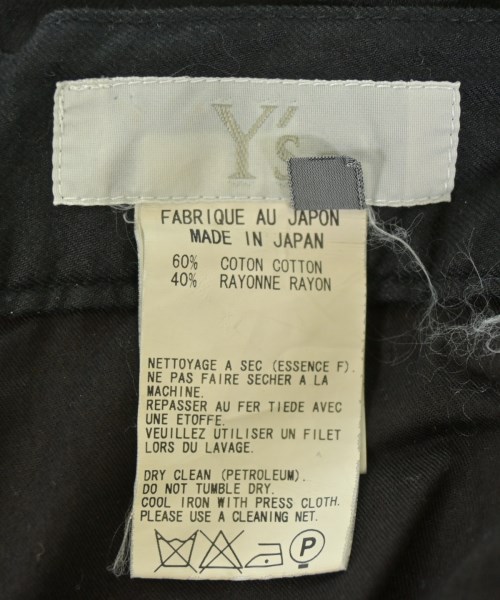 Y's
FABRIQUE AU JAPON
MADE IN JAPAN
60% COTON COTTON
40% RAYONNE RAYON
NETTOYAGE A SEC (ESSENCE F).
NE PAS FAIRE SECHER A LA
MACHINE.
REPASSER AU FER TIEDE AVEC
UNE ETOFFE.
VEUILLEZ UTILISER UN FILET
LORS DU LAVAGE.
DRY CLEAN (PETROLEUM).
DO NOT TUMBLE DRY.
COOL IRON WITH PRESS CLOTH.
PLEASE USE A CLEANING NET.
P